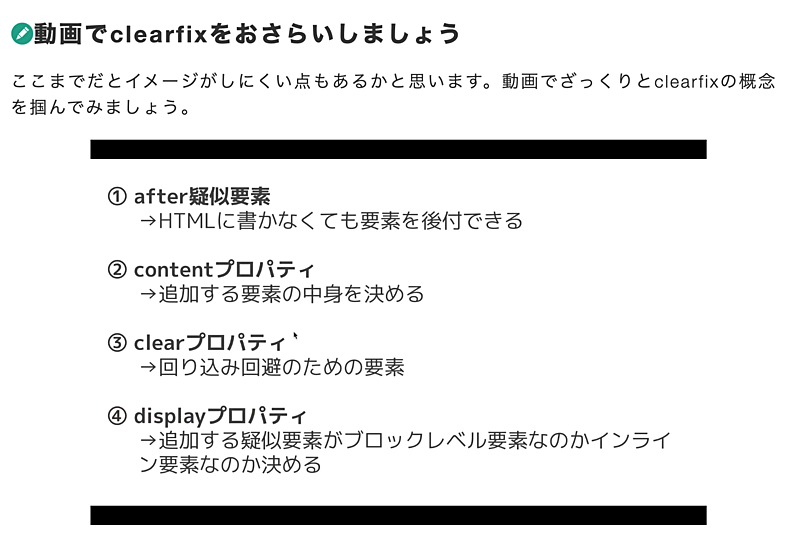 動画でclearfixをおさらいしましょう
ここまでだとイメージがしにくい点もあるかと思います。動画でざっくりとclearfixの概念
を掴んでみましょう。
① after疑似要素
→HTMLに書かなくても要素を後付できる
② contentプロパティ
→追加する要素の中身を決める
③ clearプロパティ
→回り込み回避のための要素
④ displayプロパティ
→追加する疑似要素がブロックレベル要素なのかインライ
ン要素なのか決める